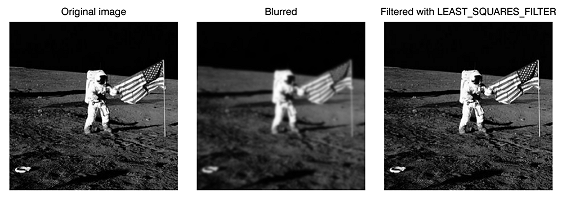 Original image
Blurred
Filtered with LEAST_SQUARES_FILTER